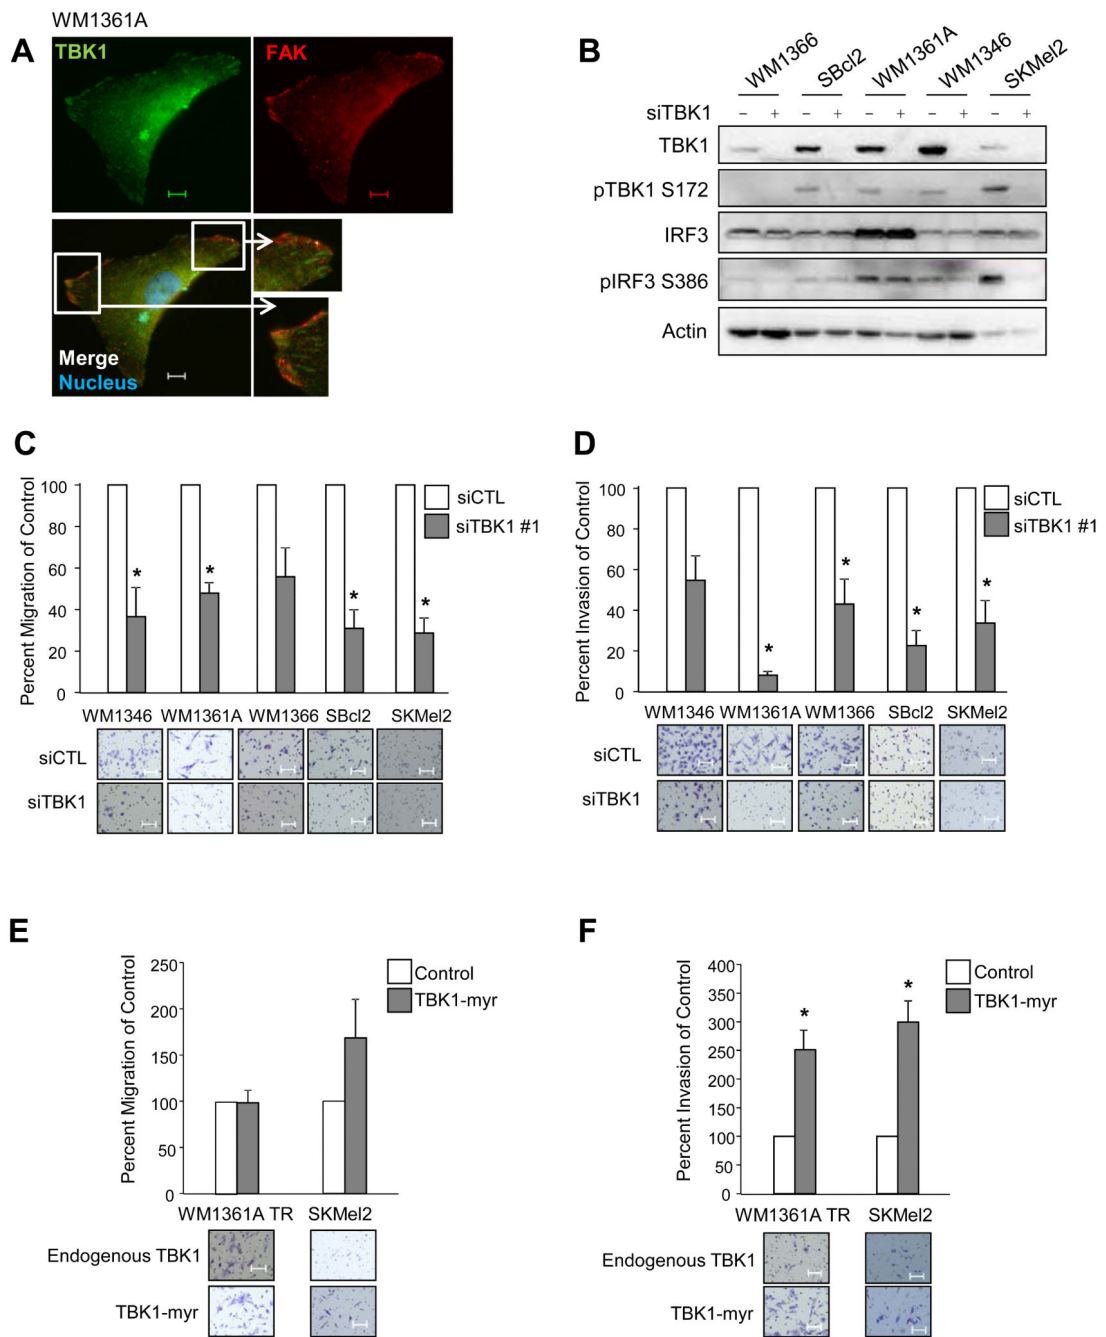 WM1361A
A
TBK1
FAK
Merge
Nucleus
B
WM1366
SBcl2
WM1361A
WM1346
SKMel2
siTBK1 - + - + - + - + - +
TBK1
pTBK1 S172
IRF3
pIRF3 S386
Actin
C
Percent Migration of Control
100
80
60
40
20
0
* * * *
siCTL
siTBK1 #1
WM1346 WM1361A WM1366 SBcl2 SKMel2
siCTL
siTBK1
D
Percent Invasion of Control
100
80
60
40
20
0
* * * *
siCTL
siTBK1 #1
WM1346 WM1361A WM1366 SBcl2 SKMel2
siCTL
siTBK1
E
Percent Migration of Control
250
200
150
100
50
0
Control
TBK1-myr
WM1361A TR SKMel2
Endogenous TBK1
TBK1-myr
F
Percent Invasion of Control
400
350
300
250
200
100
150
100
50
0
* *
Control
TBK1-myr
WM1361A TR SKMel2
Endogenous TBK1
TBK1-myr